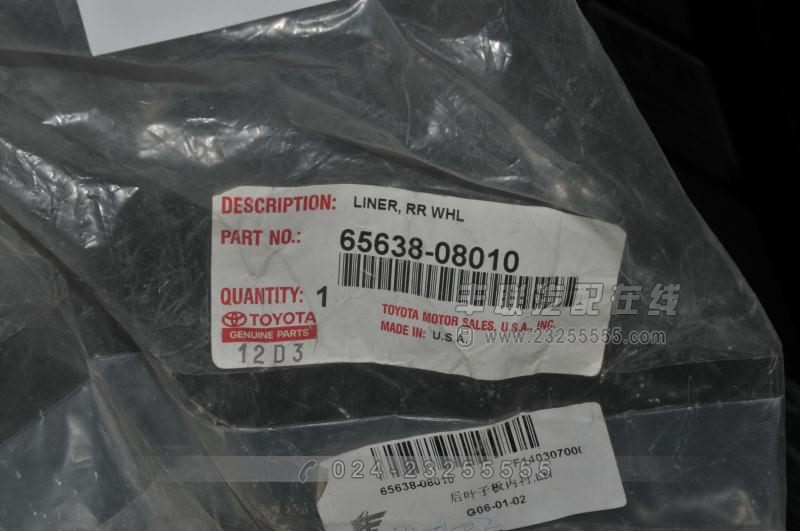 DESCRIPTION: LINER, RR WHL
PART NO.: 65638-08010
QUANTITY: 1
TOYOTA
GENUINE PARTS
12D3
TOYOTA MOTOR SALES, U.S.A., INC.
MADE IN: U.S.A
丰联汽配在线
www.23255555.com
024-23255555
65638-08010
后叶子板内衬
G06-01-02